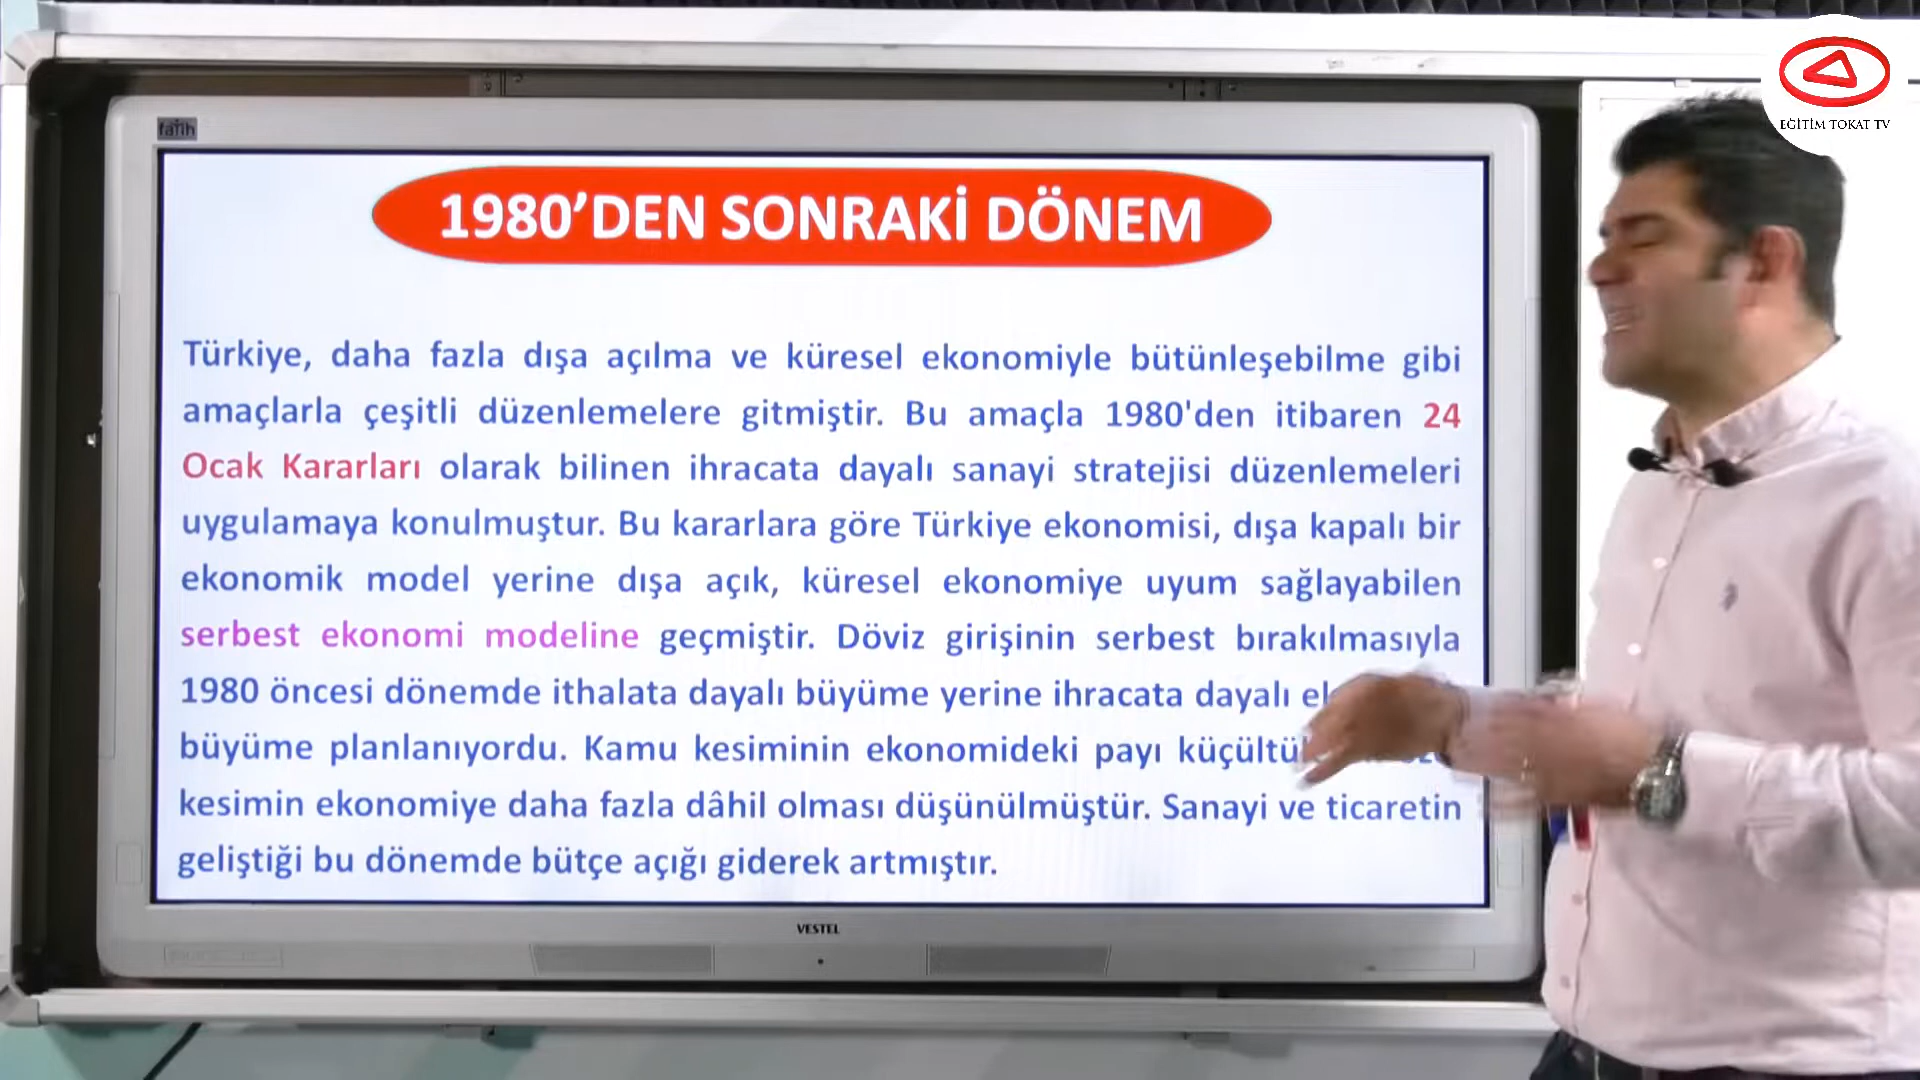 EĞİTİM TOKAT TV
fatih
1980’DEN SONRAKİ DÖNEM
Türkiye, daha fazla dışa açılma ve küresel ekonomiyle bütünleşebilme gibi
amaçlarla çeşitli düzenlemelere gitmiştir. Bu amaçla 1980'den itibaren 24
Ocak Kararları olarak bilinen ihracata dayalı sanayi stratejisi düzenlemeleri
uygulamaya konulmuştur. Bu kararlara göre Türkiye ekonomisi, dışa kapalı bir
ekonomik model yerine dışa açık, küresel ekonomiye uyum sağlayabilen
serbest ekonomi modeline geçmiştir. Döviz girişinin serbest bırakılmasıyla
1980 öncesi dönemde ithalata dayalı büyüme yerine ihracata dayalı
büyüme planlanıyordu. Kamu kesiminin ekonomideki payı
kesimin ekonomiye daha fazla dâhil olması düşünülmüştür. Sanayi ve ticaretin
geliştiği bu dönemde bütçe açığı giderek artmıştır.
VESTEL